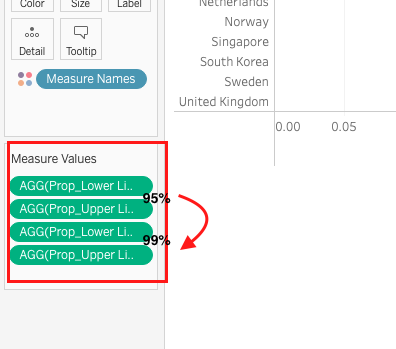 Color Size Label
Netherlands
Norway
Detail Tooltip
Singapore
South Korea
Measure Names
Sweden
United Kingdom
0.00 0.05
Measure Values
AGG(Prop_Lower Li..
95%
AGG(Prop_Upper Li..
AGG(Prop_Lower Li..
99%
AGG(Prop_Upper Li..